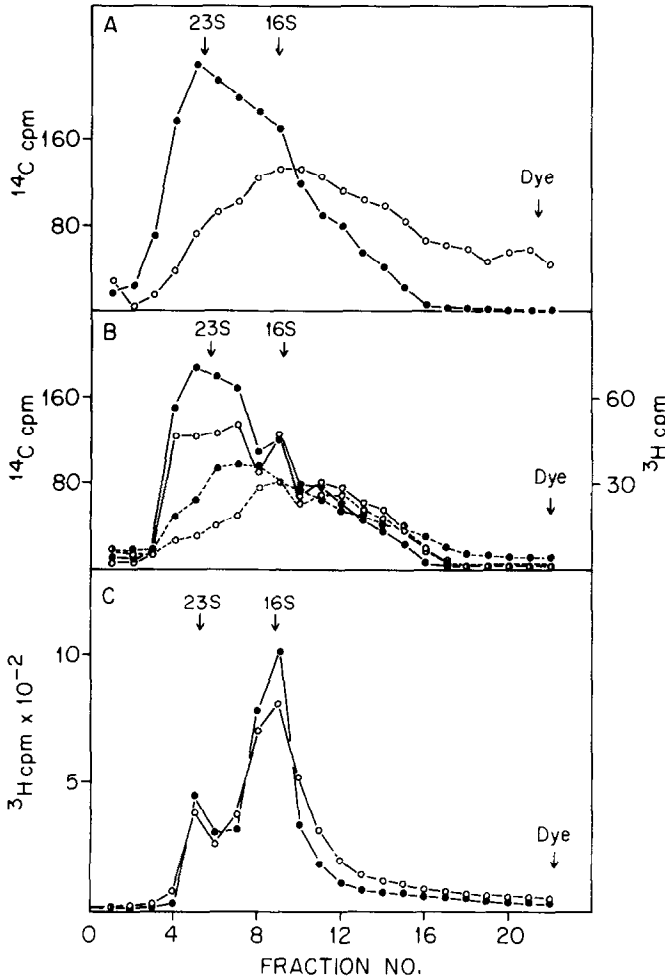 A
23S 16S
¹⁴C cpm
160
80
Dye
B
23S 16S
¹⁴C cpm
160
80
60
30
³H cpm
Dye
C
23S 16S
³H cpm x 10⁻²
10
5
Dye
0 4 8 12 16 20
FRACTION NO.